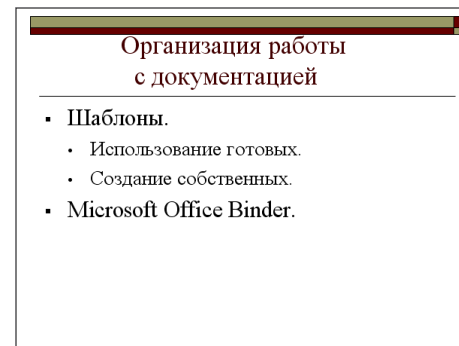 Организация работы
с документацией
Шаблоны.
Использование готовых.
Создание собственных.
Microsoft Office Binder.